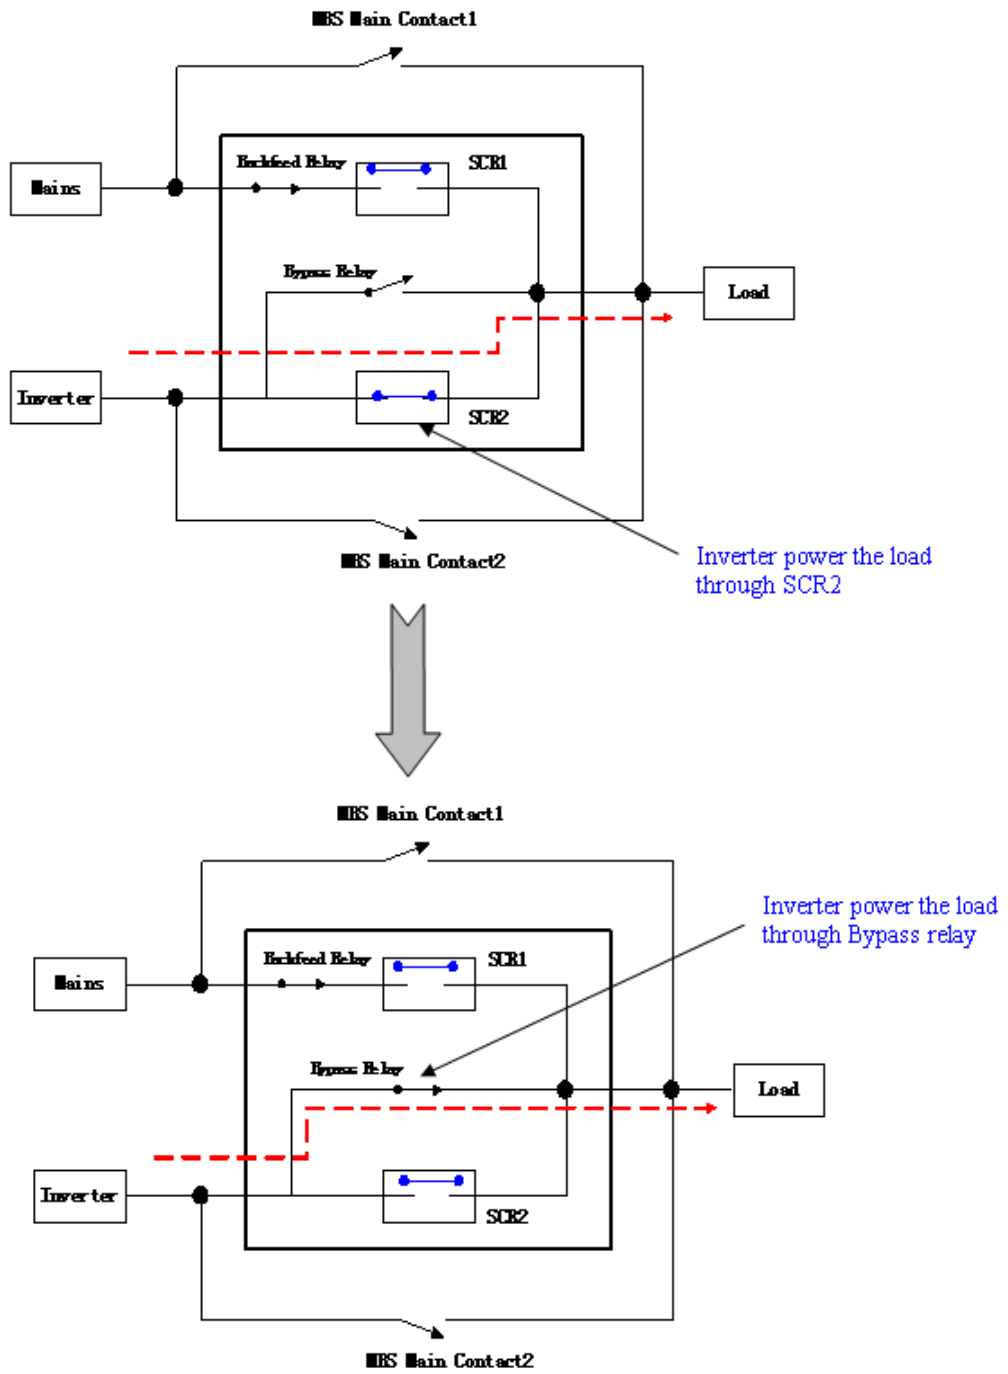 MBS Main Contact1
Backfeed Relay
SCR1
Mains
Bypass Relay
Load
Inverter
SCR2
MBS Main Contact2
Inverter power the load
through SCR2
MBS Main Contact1
Inverter power the load
through Bypass relay
Backfeed Relay
SCR1
Mains
Bypass Relay
Load
Inverter
SCR2
MBS Main Contact2